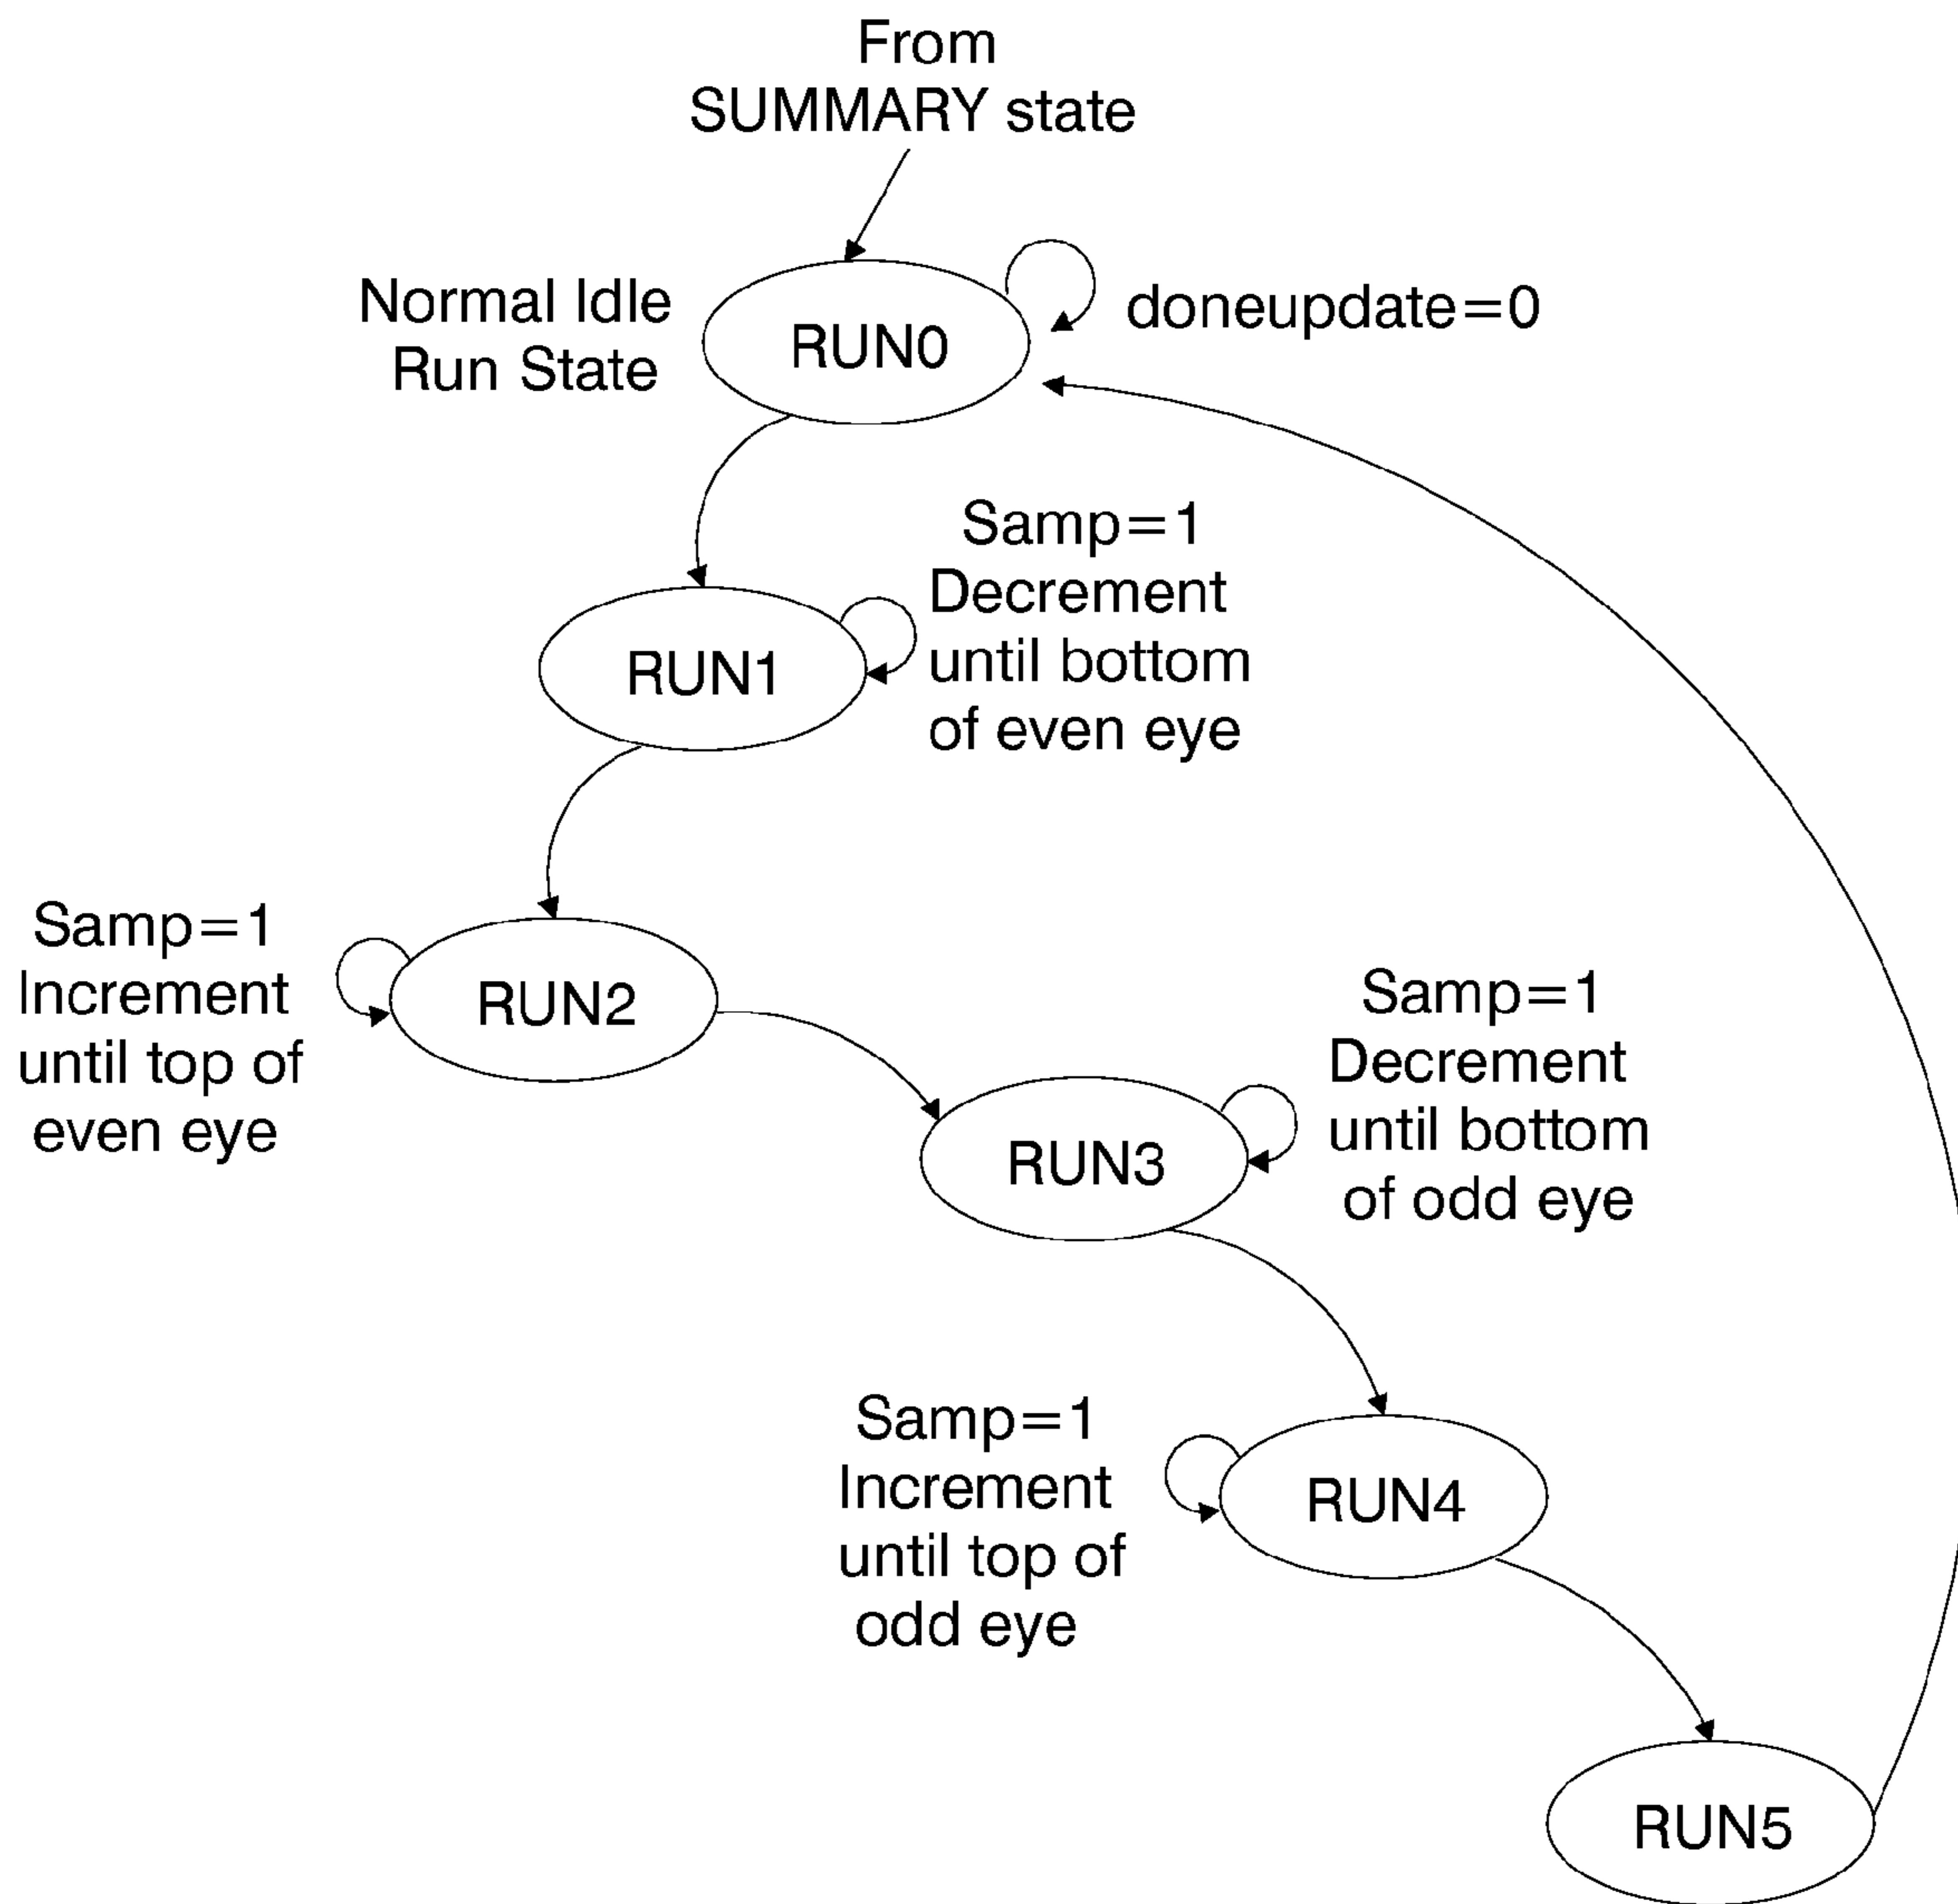 From
SUMMARY state
Normal Idle
Run State
RUN0
doneupdate=0
Samp=1
Decrement
until bottom
of even eye
RUN1
Samp=1
Increment
until top of
even eye
RUN2
Samp=1
Decrement
until bottom
of odd eye
RUN3
Samp=1
Increment
until top of
odd eye
RUN4
RUN5